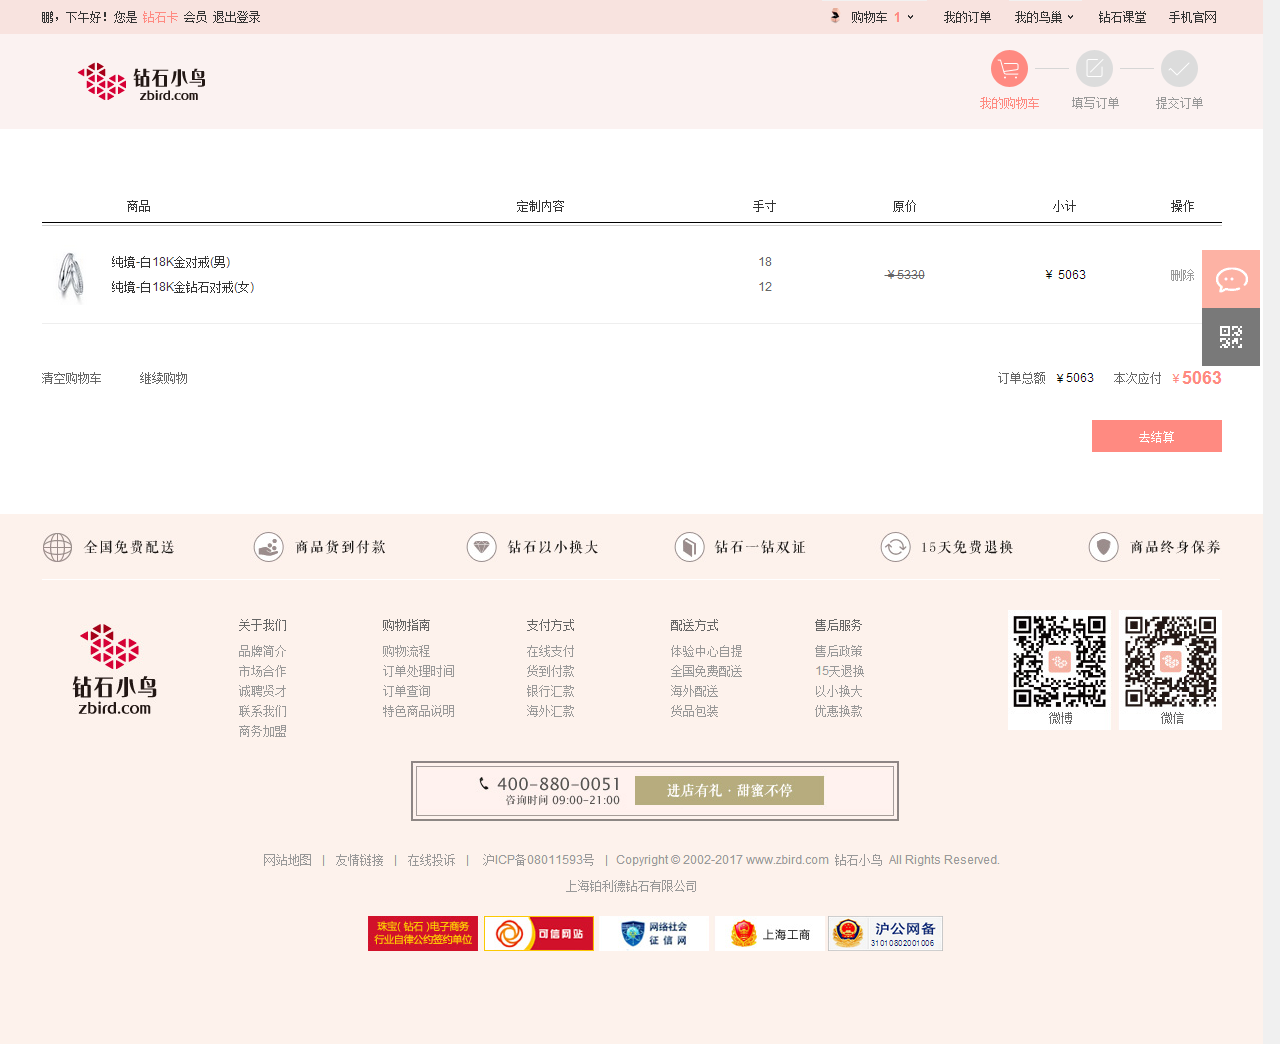 鹏，下午好！您是 钻石卡 会员 退出登录
购物车 1 我的订单 我的鸟巢 钻石课堂 手机官网
钻石小鸟
zbird.com
我的购物车 填写订单 提交订单
商品 定制内容 手寸 原价 小计 操作
纯境-白18K金对戒(男) 18
纯境-白18K金钻石对戒(女) 12
￥5330 ￥ 5063 删除
清空购物车 继续购物 订单总额 ￥5063 本次应付 ￥5063
去结算
全国免费配送 商品货到付款 钻石以小换大 钻石一钻双证 15天免费退换 商品终身保养
钻石小鸟
zbird.com
关于我们 购物指南 支付方式 配送方式 售后服务
品牌简介 购物流程 在线支付 体验中心自提 售后政策
市场合作 订单处理时间 货到付款 全国免费配送 15天退换
诚聘贤才 订单查询 银行汇款 海外配送 以小换大
联系我们 特色商品说明 海外汇款 货品包装 优惠换款
商务加盟
微博 微信
400-880-0051
咨询时间 09:00-21:00
进店有礼·甜蜜不停
网站地图 | 友情链接 | 在线投诉 | 沪ICP备08011593号 | Copyright © 2002-2017 www.zbird.com 钻石小鸟 All Rights Reserved.
上海铂利德钻石有限公司
珠宝( 钻石 )电子商务
行业自律公约签约单位
可信网站
网络社会
征信网
上海工商
沪公网备
31010802001006